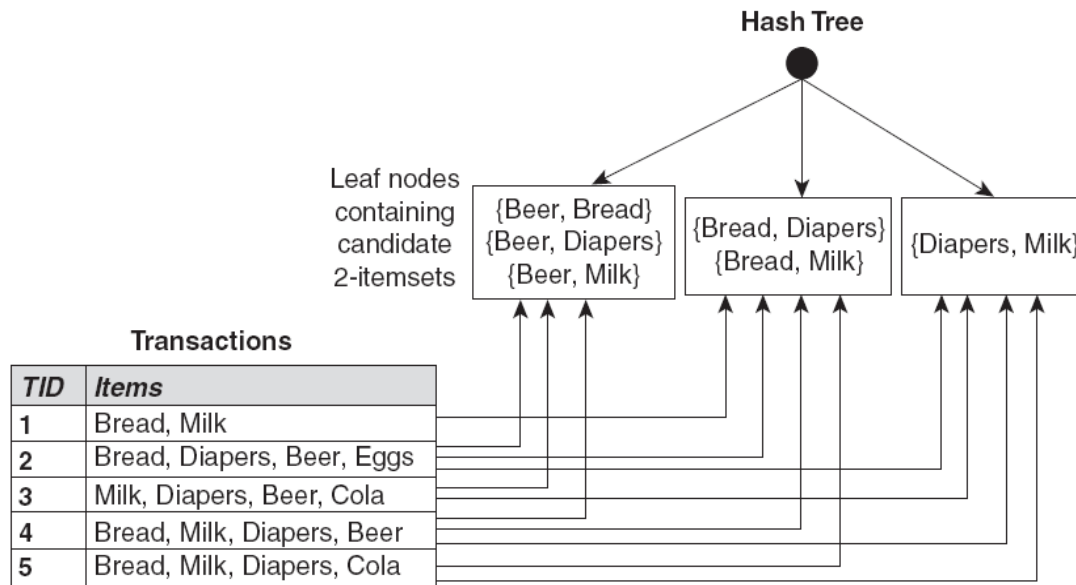 Hash Tree
Leaf nodes
containing
candidate
2-itemsets
{Beer, Bread}
{Beer, Diapers}
{Beer, Milk}
{Bread, Diapers}
{Bread, Milk}
{Diapers, Milk}
Transactions
TID Items
1 Bread, Milk
2 Bread, Diapers, Beer, Eggs
3 Milk, Diapers, Beer, Cola
4 Bread, Milk, Diapers, Beer
5 Bread, Milk, Diapers, Cola